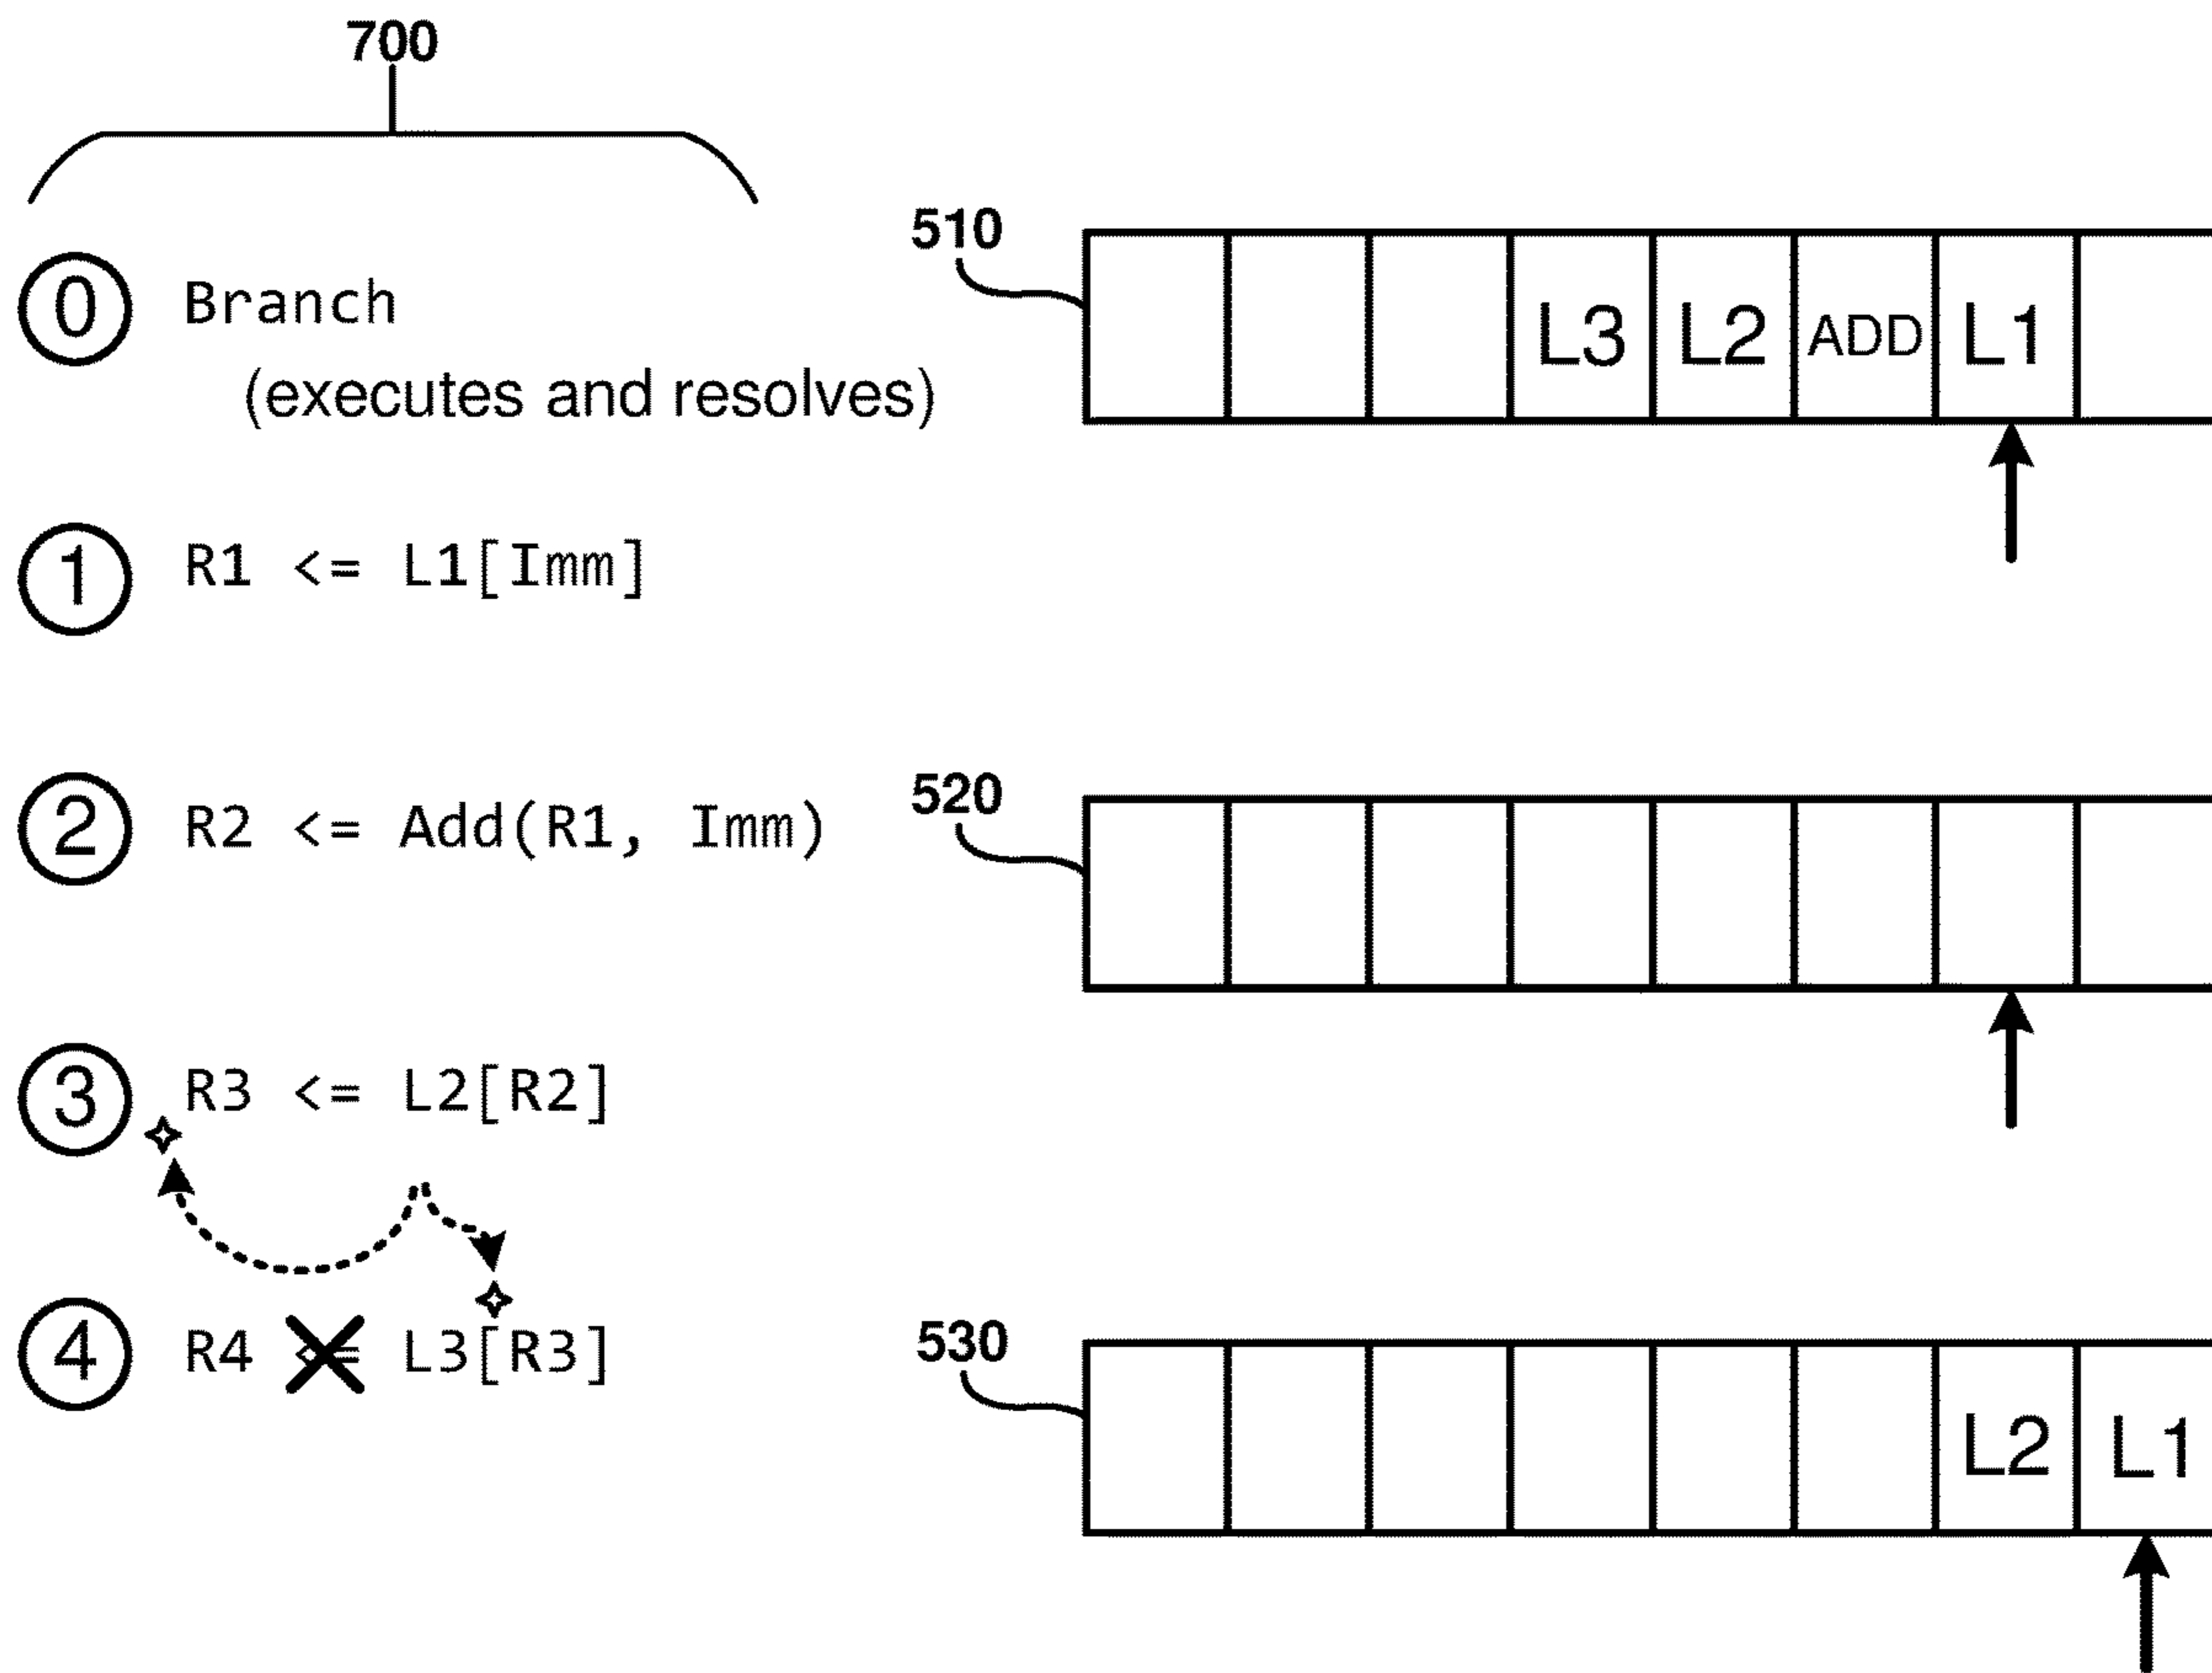 700
0 Branch
(executes and resolves)
1 R1 <= L1[Imm]
2 R2 <= Add(R1, Imm)
3 R3 <= L2[R2]
4 R4 <= L3[R3]
510
L3 L2 ADD L1
520
530
L2 L1